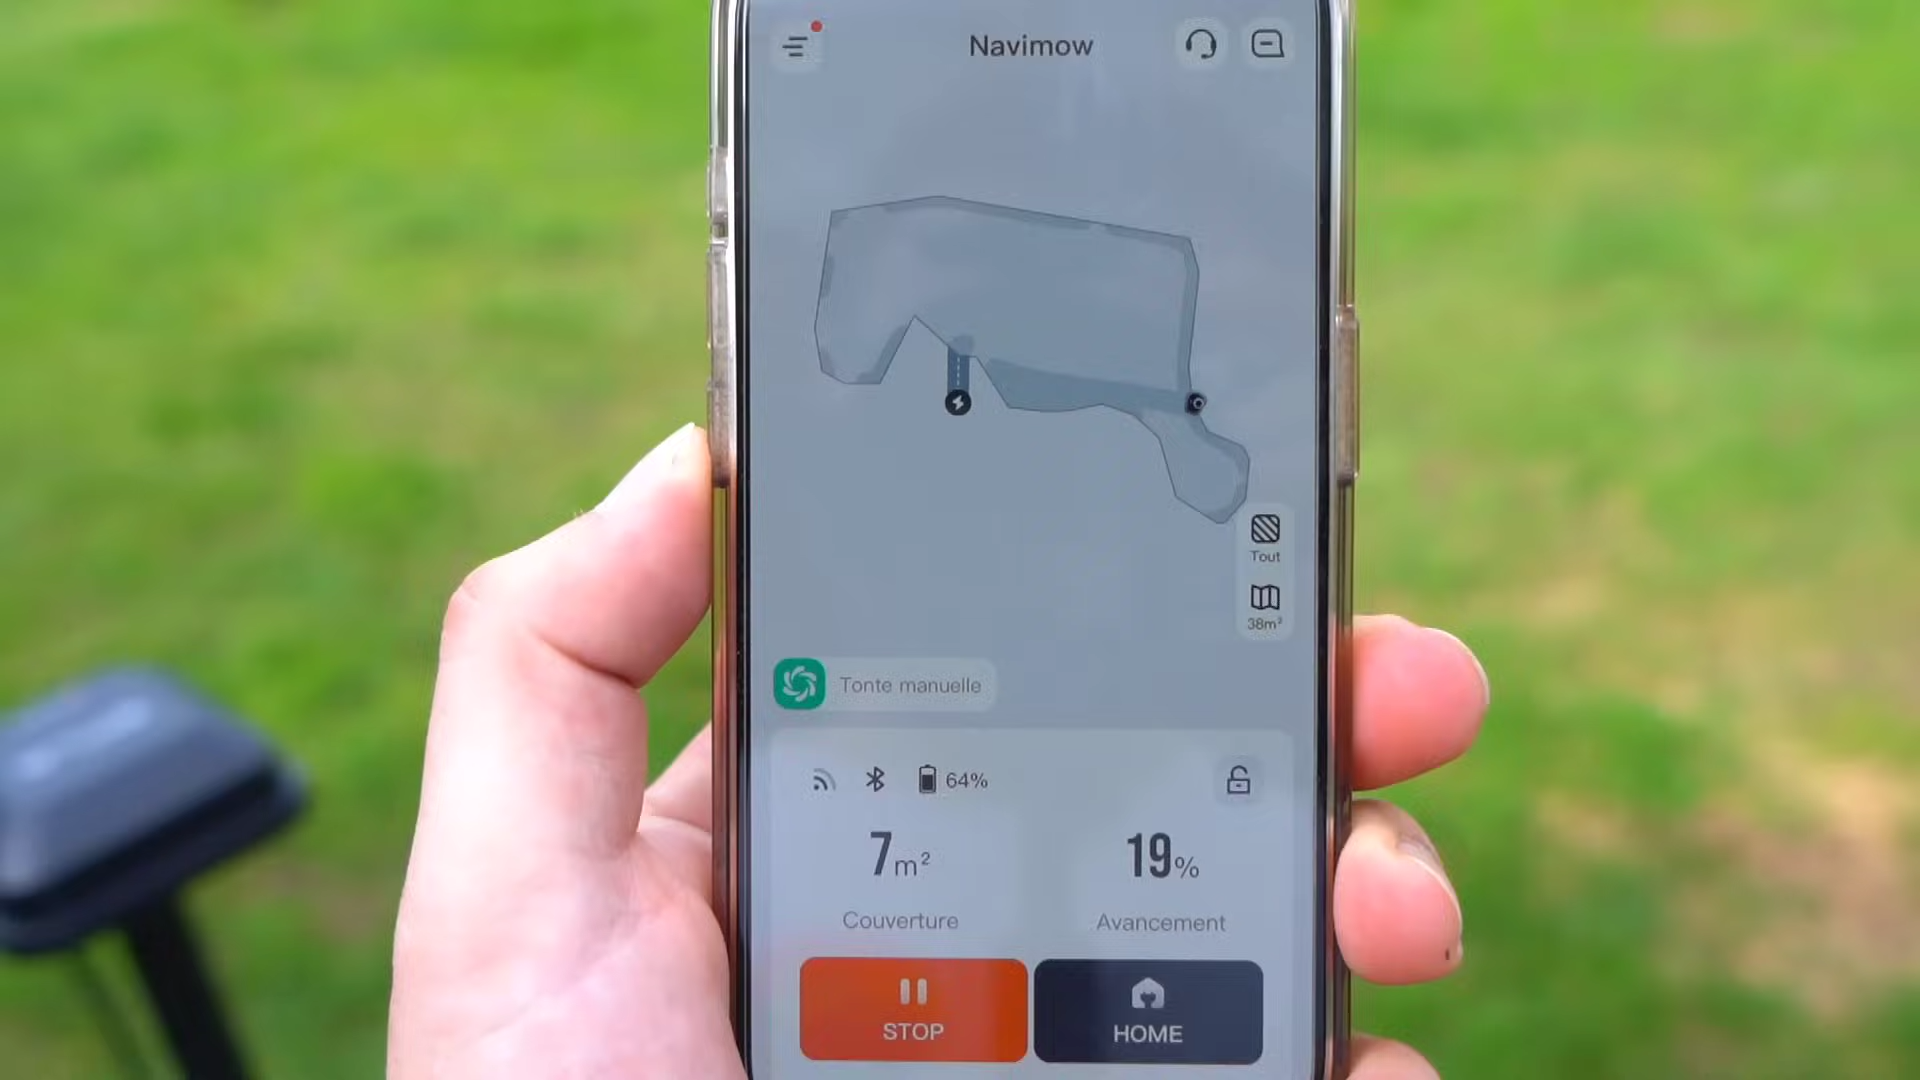 Navimow
Tout
38m²
Tonte manuelle
64%
7m²
19%
Couverture
Avancement
STOP
HOME